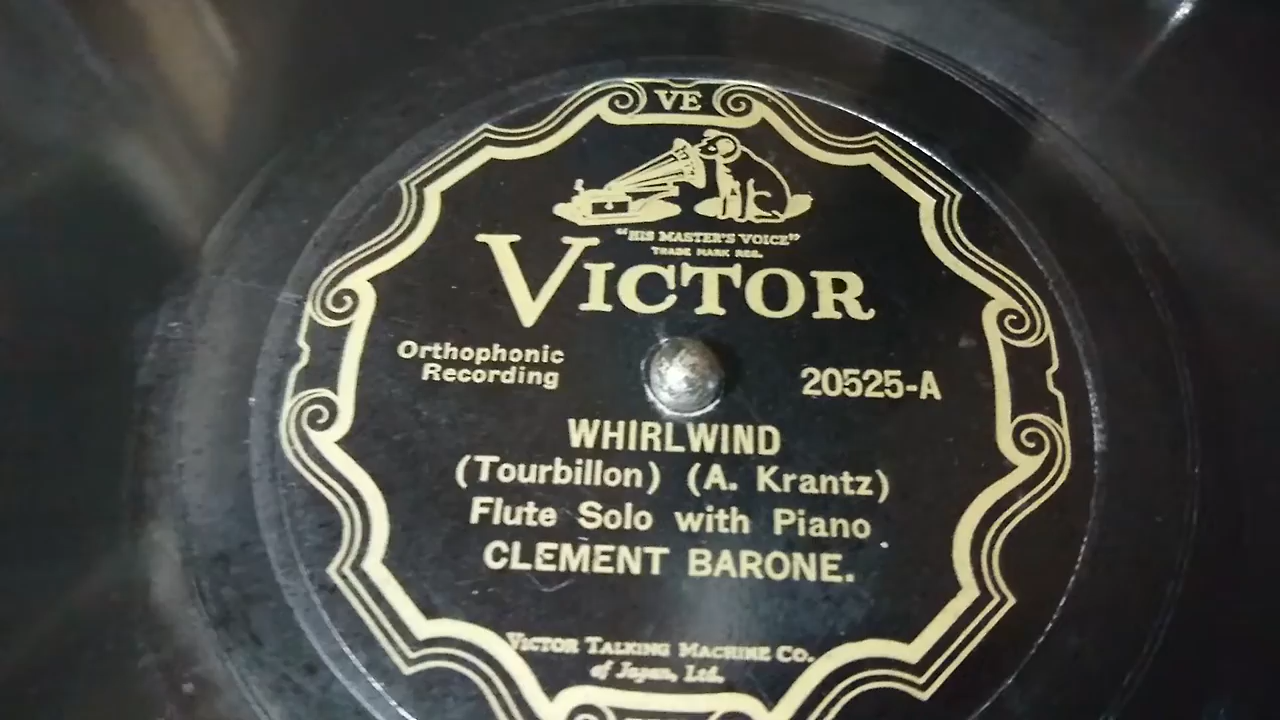 VE
"HIS MASTER'S VOICE"
TRADE MARK REG.
VICTOR
Orthophonic
Recording
20525-A
WHIRLWIND
(Tourbillon) (A. Krantz)
Flute Solo with Piano
CLEMENT BARONE.
VICTOR TALKING MACHINE CO.
of Japan, Ltd.